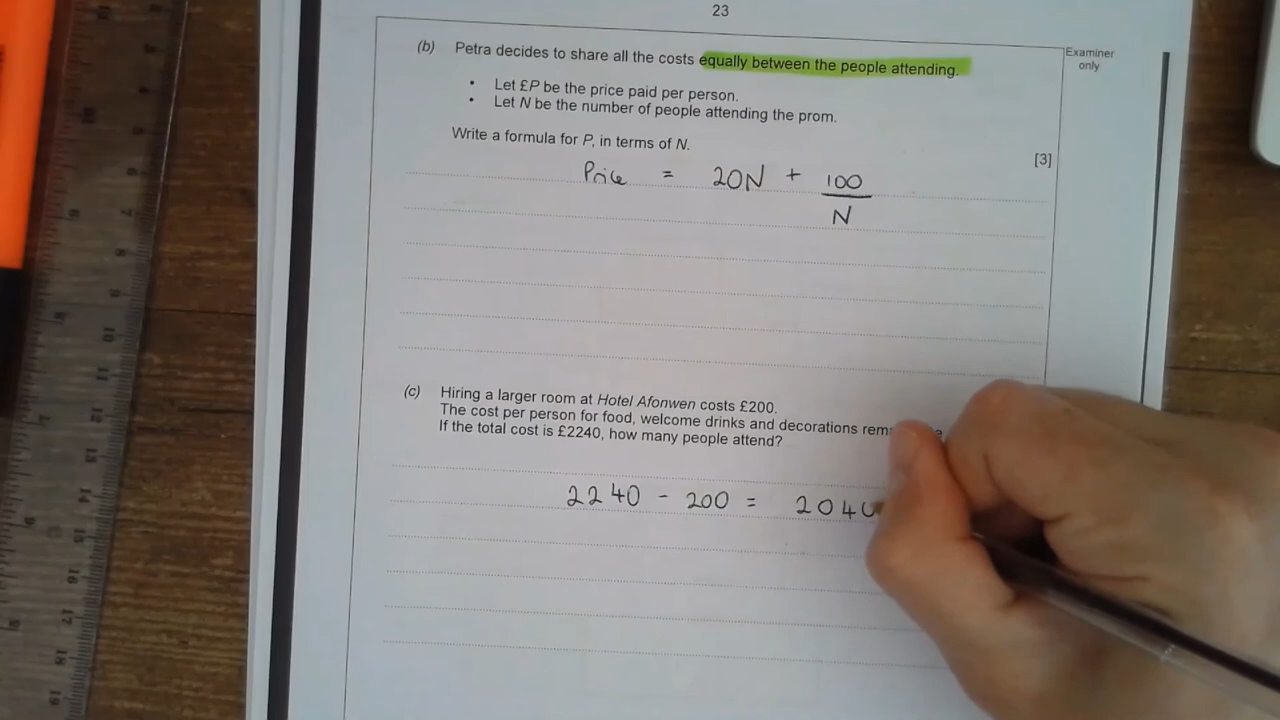 23
Examiner
only
(b) Petra decides to share all the costs equally between the people attending.
• Let £P be the price paid per person.
• Let N be the number of people attending the prom.
Write a formula for P, in terms of N.
[3]
Price = 20N + 100
N
(c) Hiring a larger room at Hotel Afonwen costs £200.
The cost per person for food, welcome drinks and decorations
If the total cost is £2240, how many people attend?
2240 - 200 = 2040